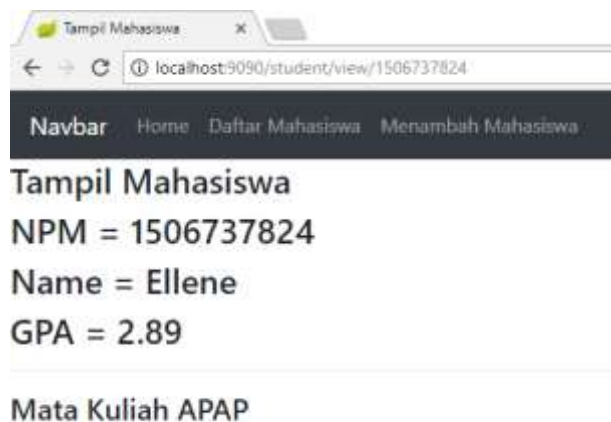 Tampil Mahasiswa
localhost:9090/student/view/1506737824
Navbar Home Daftar Mahasiswa Menambah Mahasiswa
Tampil Mahasiswa
NPM = 1506737824
Name = Ellene
GPA = 2.89
Mata Kuliah APAP